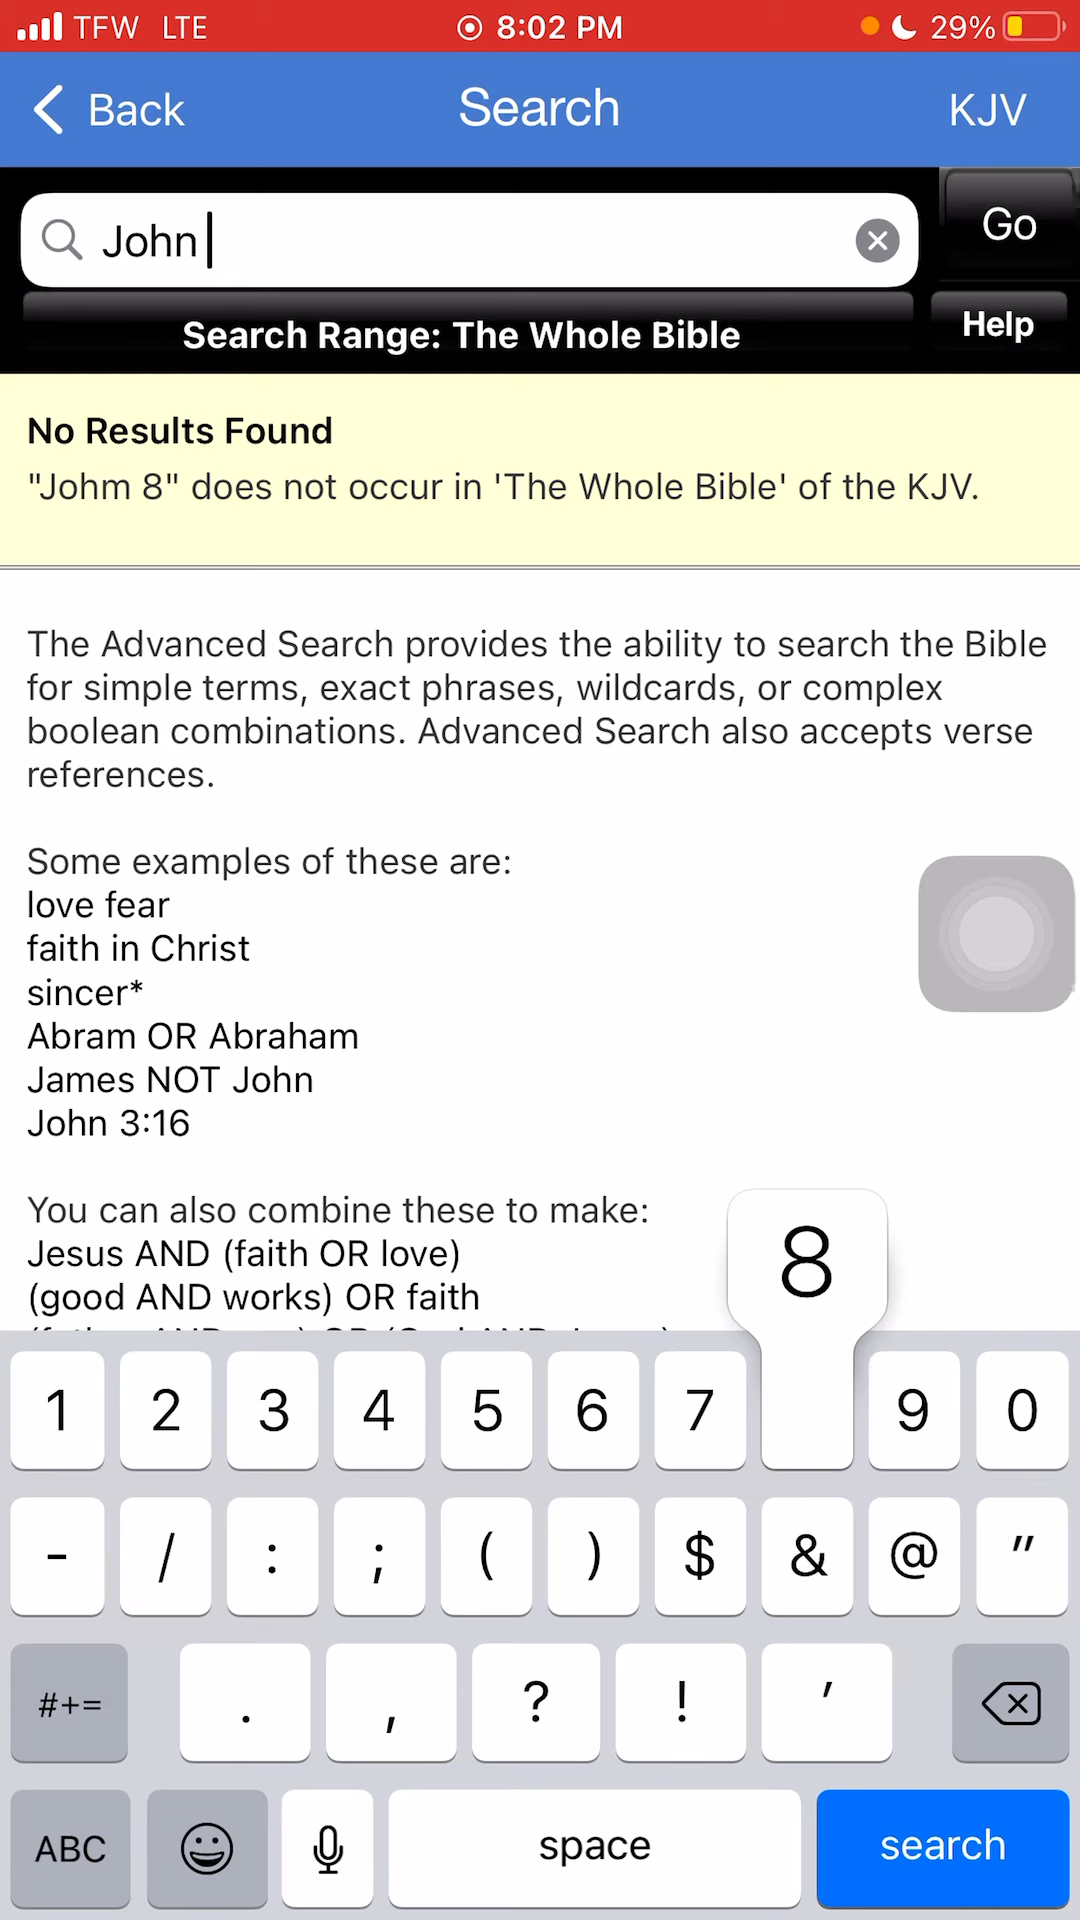 TFW LTE 8:02 PM 29%
Back Search KJV
John Go
Search Range: The Whole Bible Help
No Results Found
"Johm 8" does not occur in 'The Whole Bible' of the KJV.
The Advanced Search provides the ability to search the Bible
for simple terms, exact phrases, wildcards, or complex
boolean combinations. Advanced Search also accepts verse
references.
Some examples of these are:
love fear
faith in Christ
sincer*
Abram OR Abraham
James NOT John
John 3:16
You can also combine these to make:
Jesus AND (faith OR love)
(good AND works) OR faith
8
1 2 3 4 5 6 7 9 0
- / : ; ( ) $ & @ "
#+= . , ? ! '
ABC space search